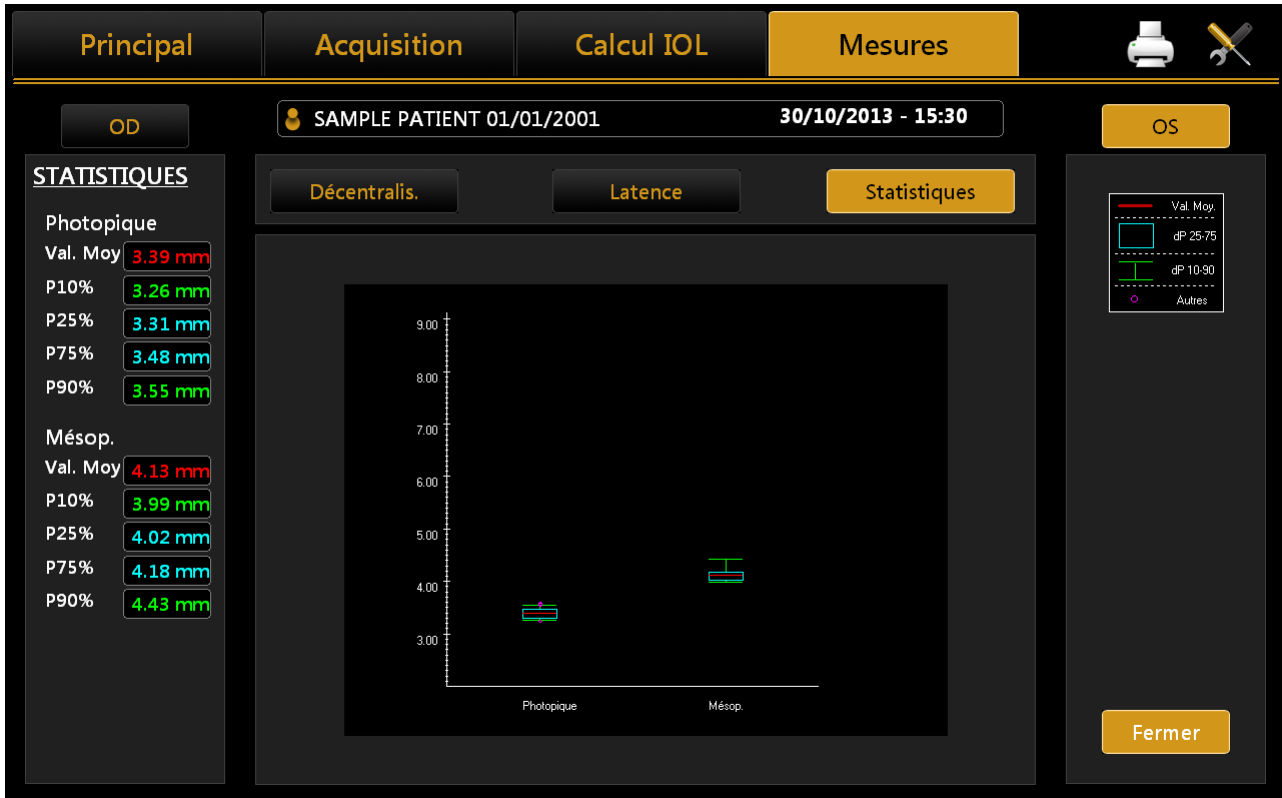 Principal
Acquisition
Calcul IOL
Mesures
OD
SAMPLE PATIENT 01/01/2001
30/10/2013 - 15:30
OS
STATISTIQUES
Photopique
Val. Moy 3.39 mm
P10% 3.26 mm
P25% 3.31 mm
P75% 3.48 mm
P90% 3.55 mm
Mésop.
Val. Moy 4.13 mm
P10% 3.99 mm
P25% 4.02 mm
P75% 4.18 mm
P90% 4.43 mm
Décentralis.
Latence
Statistiques
9.00
8.00
7.00
6.00
5.00
4.00
3.00
Photopique
Mésop.
Val. Moy.
dP 25-75
dP 10-90
Autres
Fermer